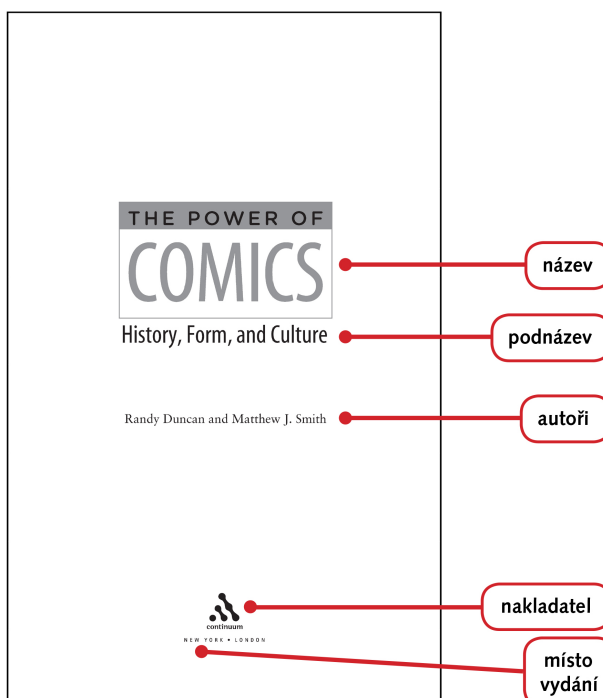 THE POWER OF
COMICS
název
History, Form, and Culture
podnázev
Randy Duncan and Matthew J. Smith
autoři
continuum
nakladatel
NEW YORK • LONDON
místo
vydání